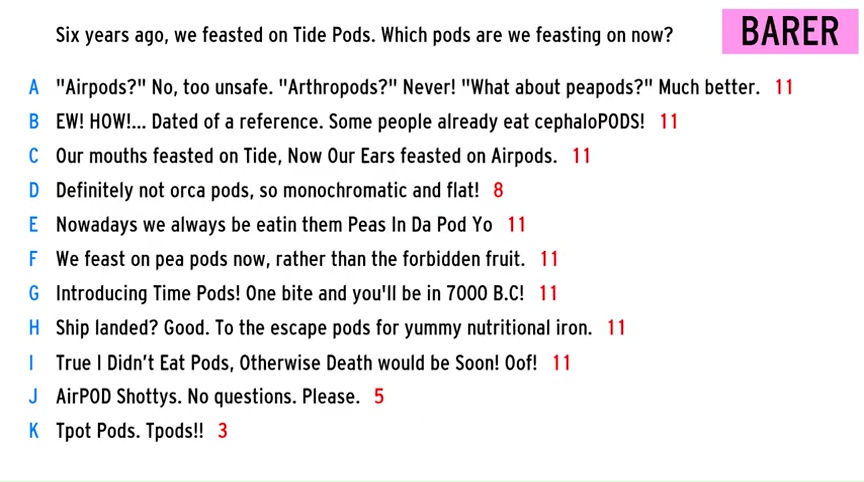 Six years ago, we feasted on Tide Pods. Which pods are we feasting on now?
BARER
A "Airpods?" No, too unsafe. "Arthropods?" Never! "What about peapods?" Much better. 11
B EW! HOW!... Dated of a reference. Some people already eat cephaloPODS! 11
C Our mouths feasted on Tide, Now Our Ears feasted on Airpods. 11
D Definitely not orca pods, so monochromatic and flat! 8
E Nowadays we always be eatin them Peas In Da Pod Yo 11
F We feast on pea pods now, rather than the forbidden fruit. 11
G Introducing Time Pods! One bite and you'll be in 7000 B.C! 11
H Ship landed? Good. To the escape pods for yummy nutritional iron. 11
I True I Didn't Eat Pods, Otherwise Death would be Soon! Oof! 11
J AirPOD Shottys. No questions. Please. 5
K Tpot Pods. Tpods!! 3